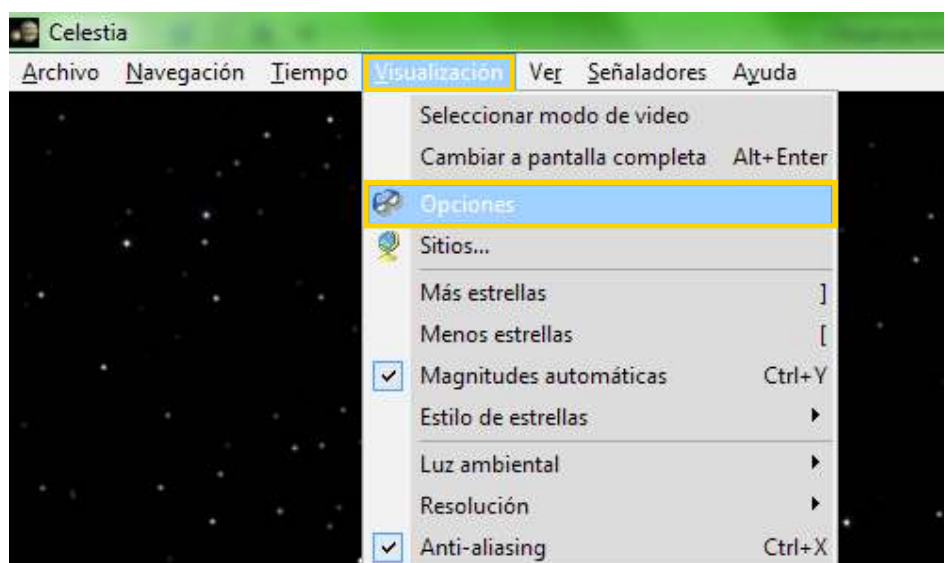 Celestia
Archivo Navegación Tiempo Visualización Ver Señaladores Ayuda
Seleccionar modo de video
Cambiar a pantalla completa Alt+Enter
Opciones
Sitios...
Más estrellas ]
Menos estrellas [
Magnitudes automáticas Ctrl+Y
Estilo de estrellas
Luz ambiental
Resolución
Anti-aliasing Ctrl+X